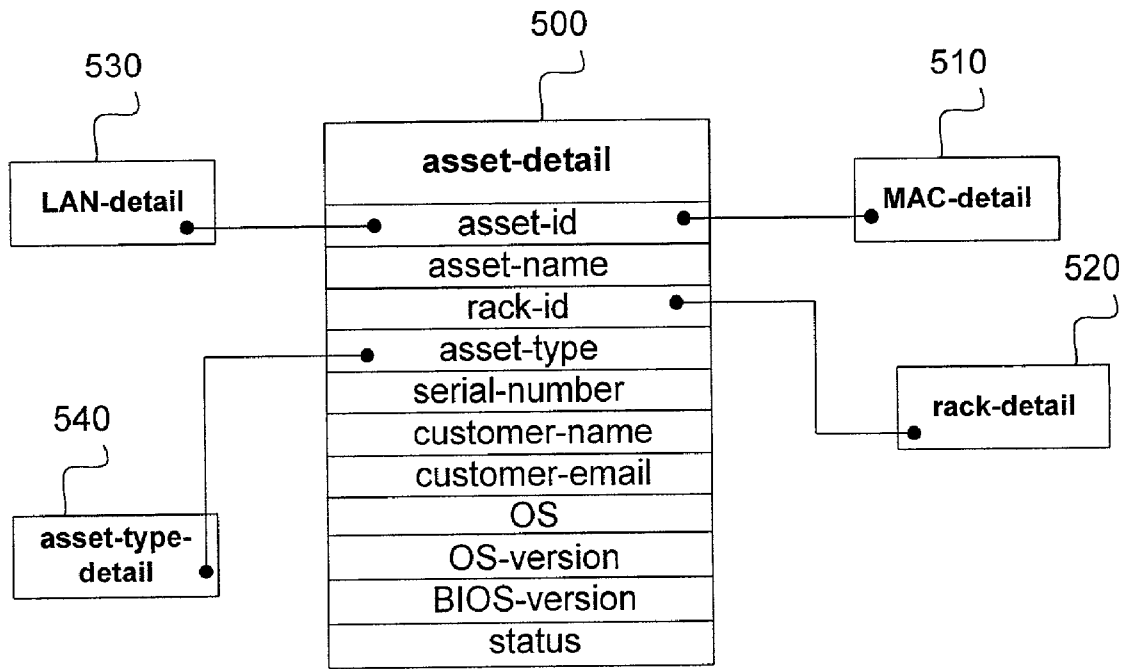 500
530
510
asset-detail
LAN-detail
MAC-detail
asset-id
asset-name
520
rack-id
asset-type
serial-number
rack-detail
540
customer-name
customer-email
OS
asset-type-
detail
OS-version
BIOS-version
status